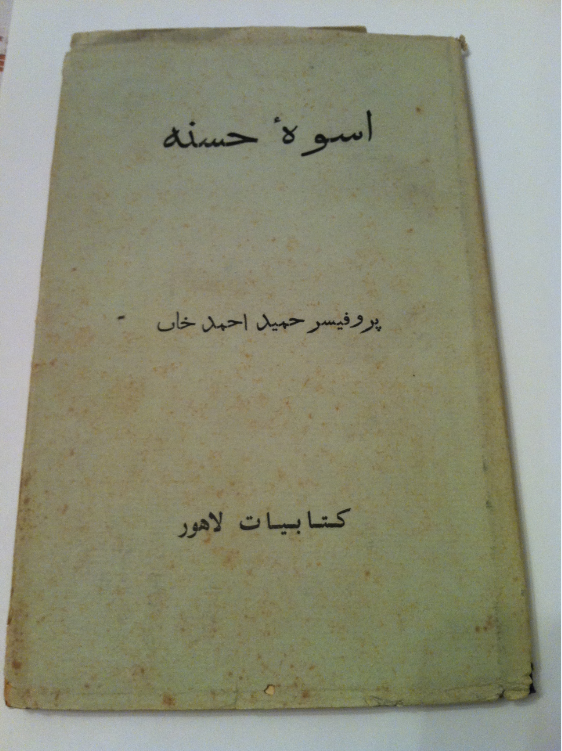 اسوۂ حسنہ
پروفیسر حمید احمد خاں
کتابیات لاہور